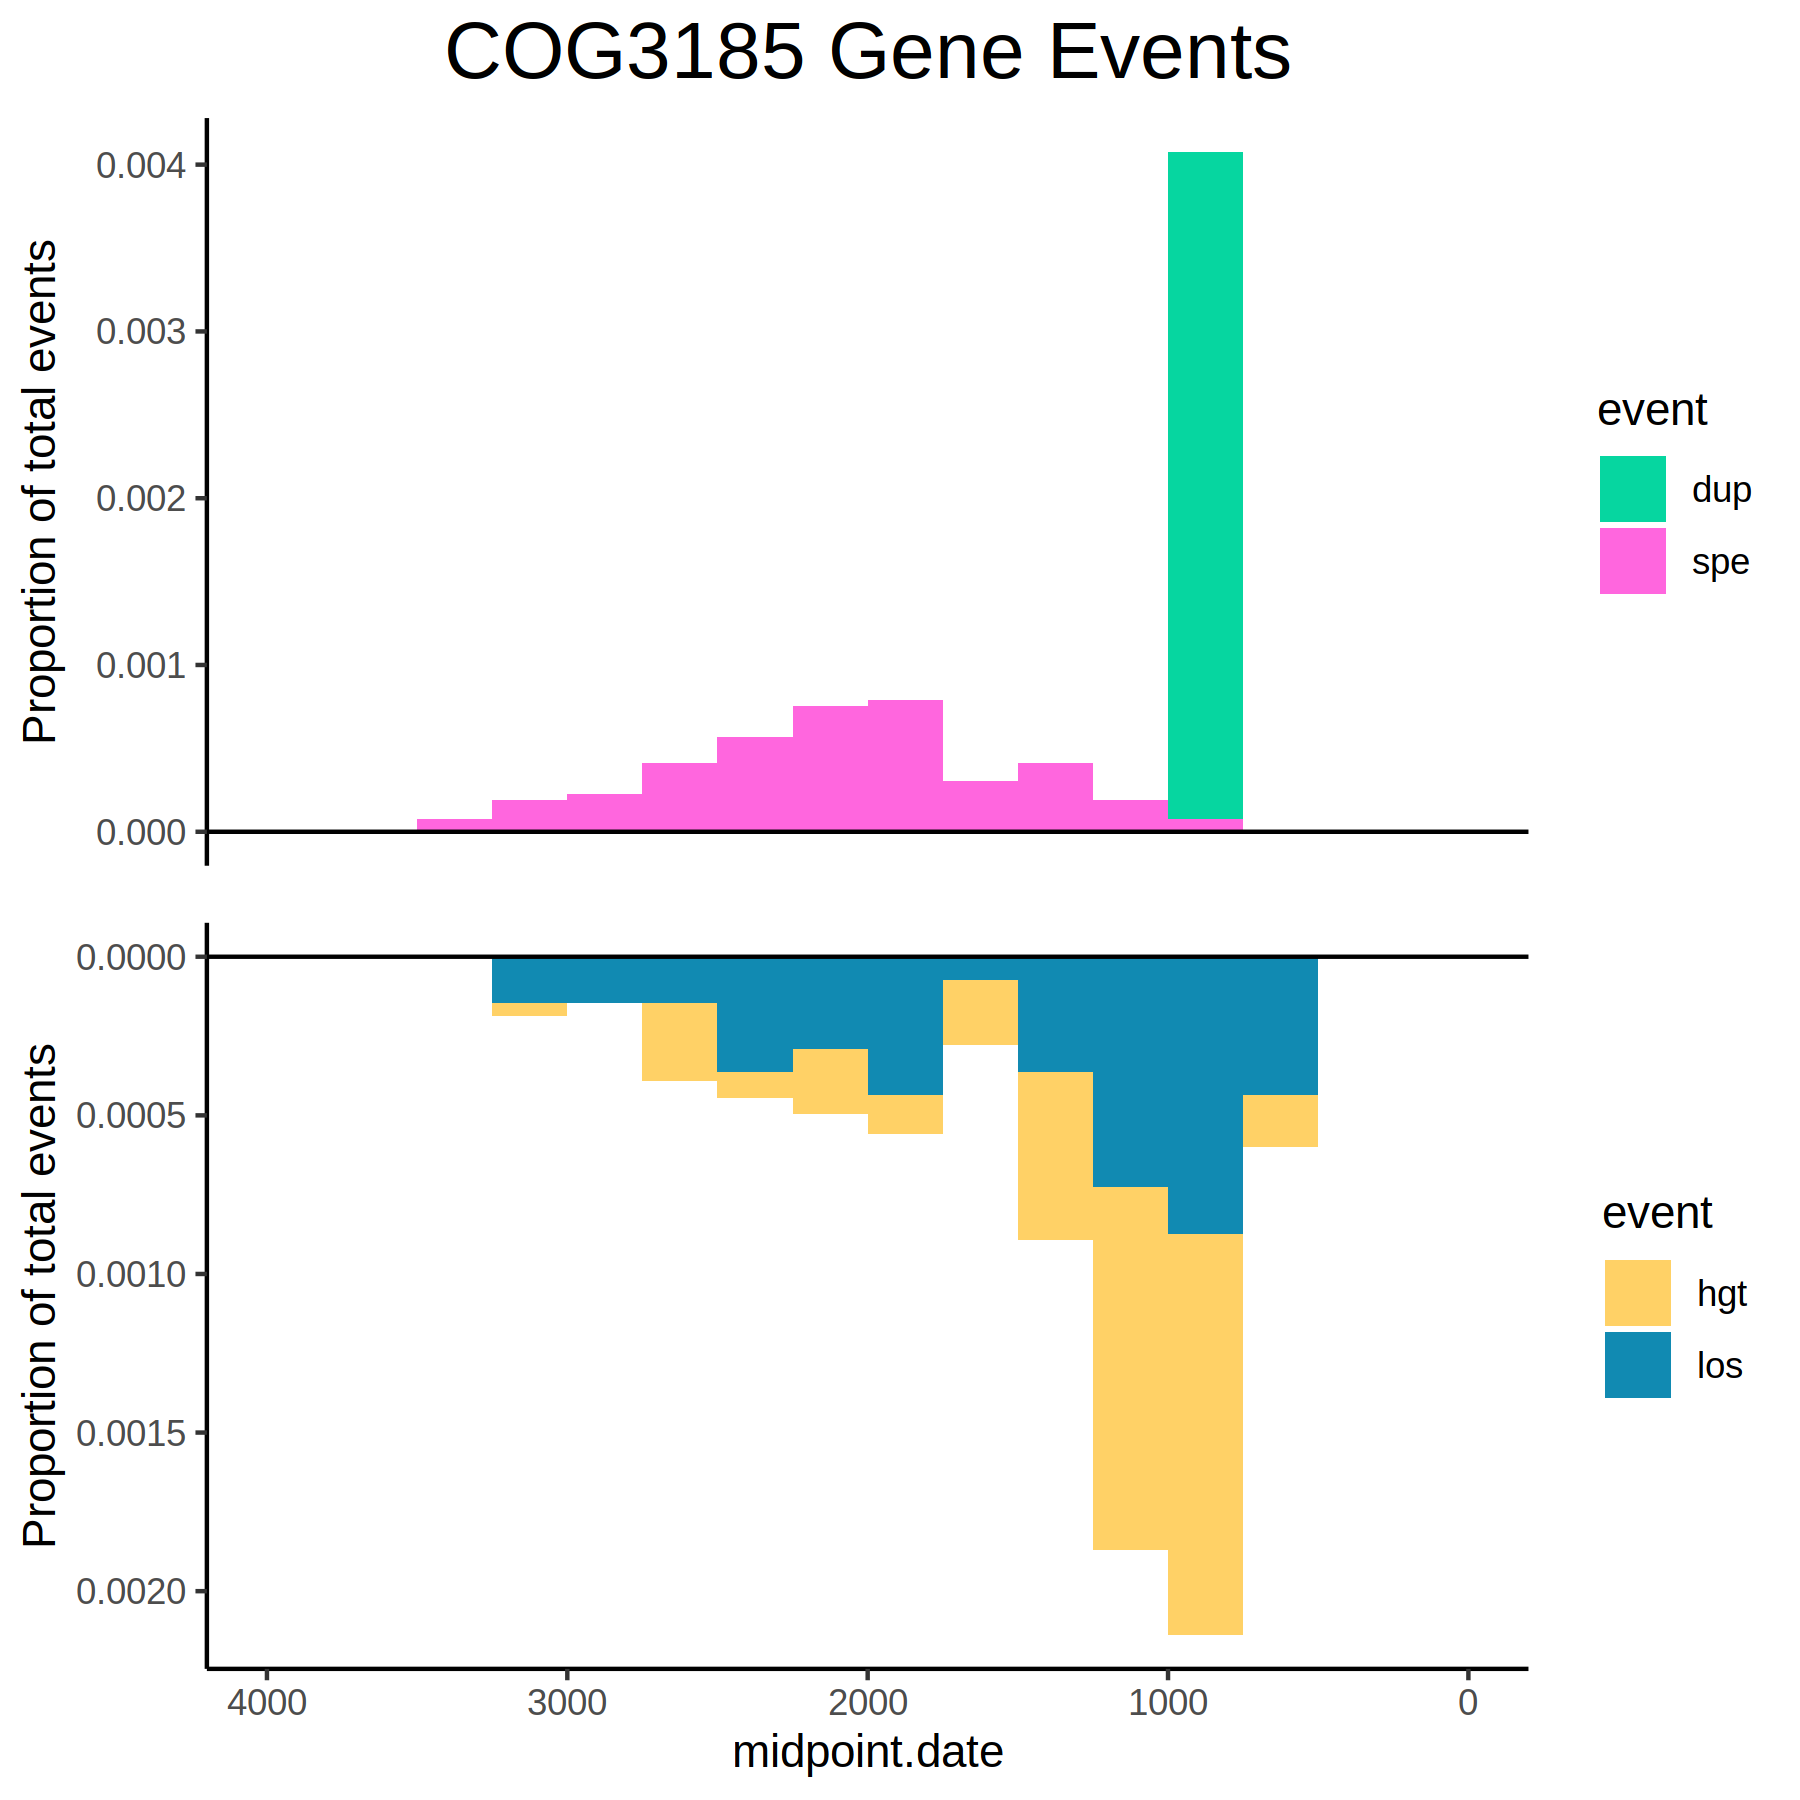 COG3185 Gene Events
Proportion of total events
0.004
0.003
0.002
0.001
0.000
event
dup
spe
Proportion of total events
0.0000
0.0005
0.0010
0.0015
0.0020
event
hgt
los
4000 3000 2000 1000 0
midpoint.date